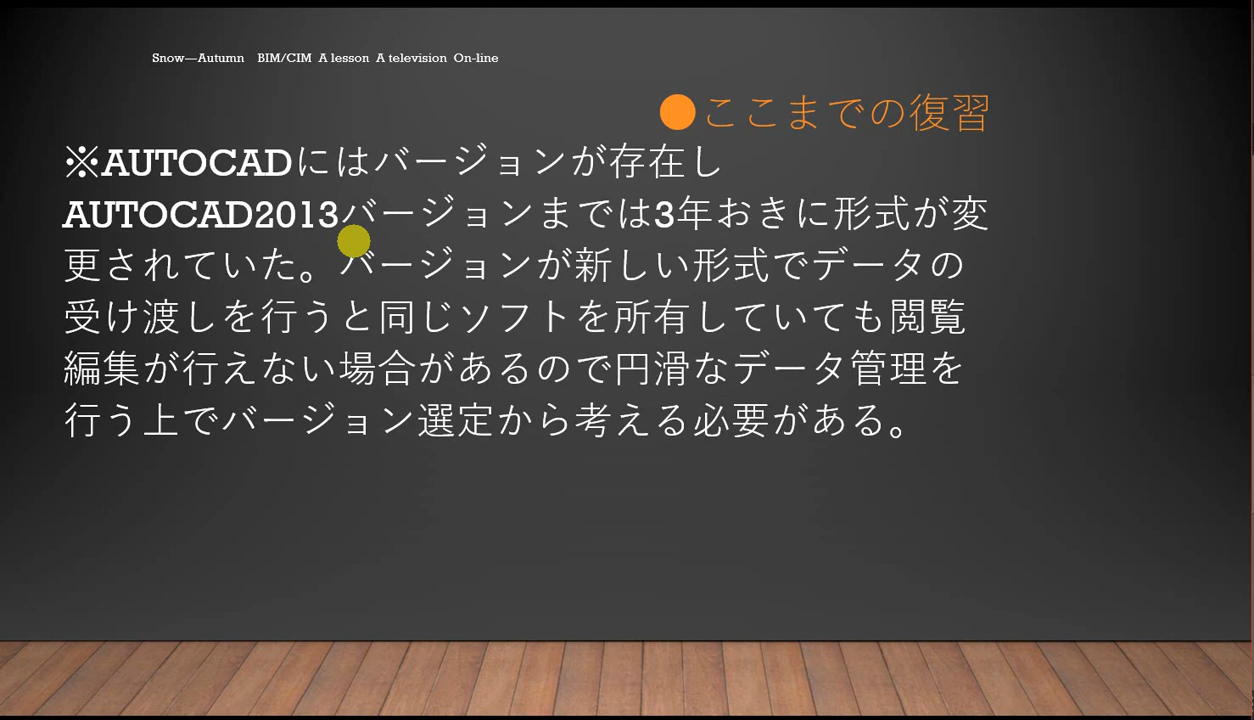 Snow—Autumn BIM/CIM A lesson A television On-line
●ここまでの復習
※AUTOCADにはバージョンが存在し
AUTOCAD2013バージョンまでは3年おきに形式が変
更されていた。バージョンが新しい形式でデータの
受け渡しを行うと同じソフトを所有していても閲覧
編集が行えない場合があるので円滑なデータ管理を
行う上でバージョン選定から考える必要がある。